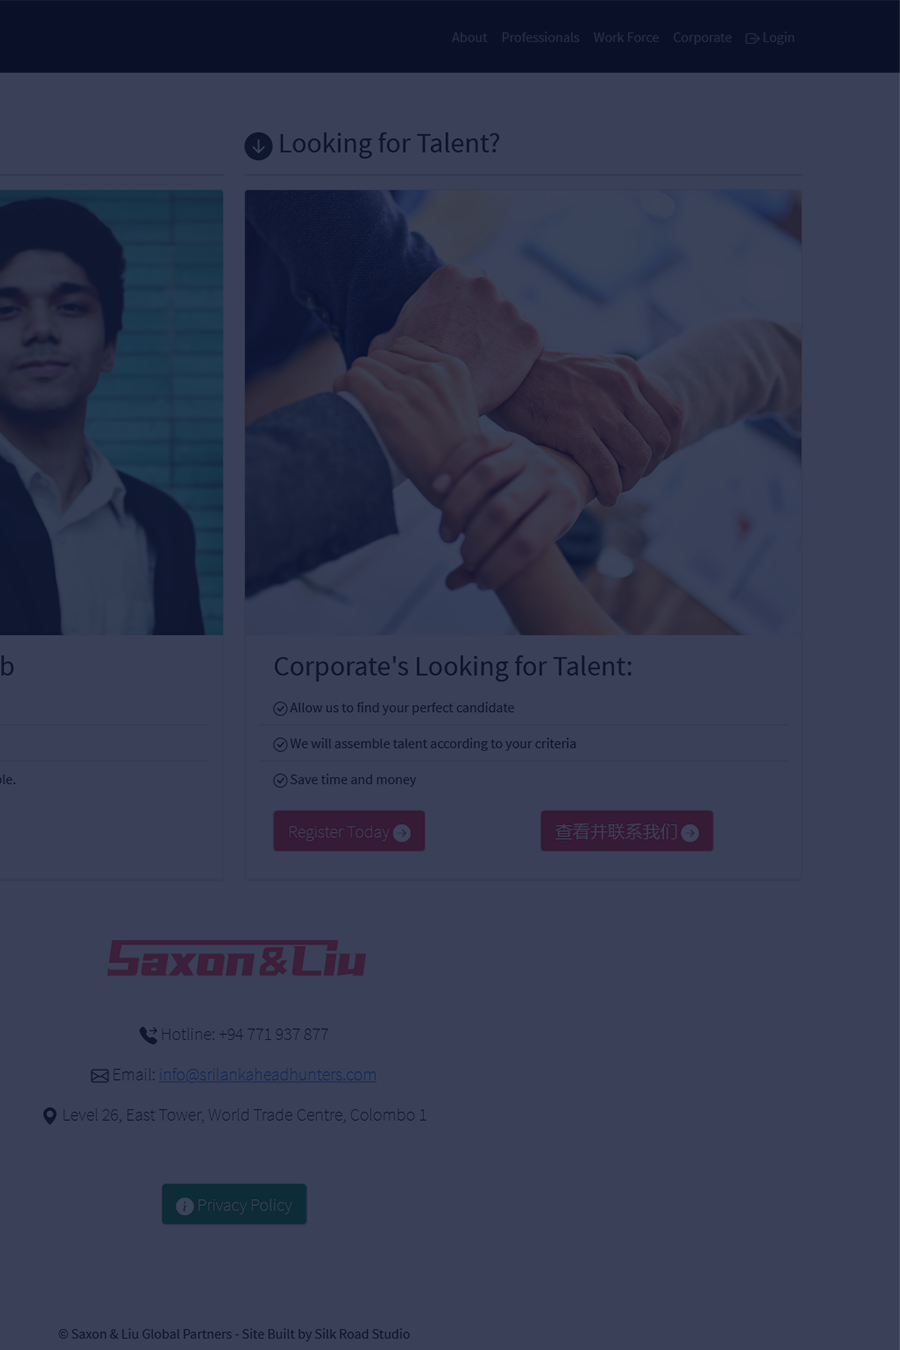 About Professionals Work Force Corporate Login
Looking for Talent?
b
Corporate's Looking for Talent:
Allow us to find your perfect candidate
We will assemble talent according to your criteria
ble.
Save time and money
Register Today
查看并联系我们
Saxon & Liu
Hotline: +94 771 937 877
Email: info@srilankaheadhunters.com
Level 26, East Tower, World Trade Centre, Colombo 1
Privacy Policy
© Saxon & Liu Global Partners - Site Built by Silk Road Studio